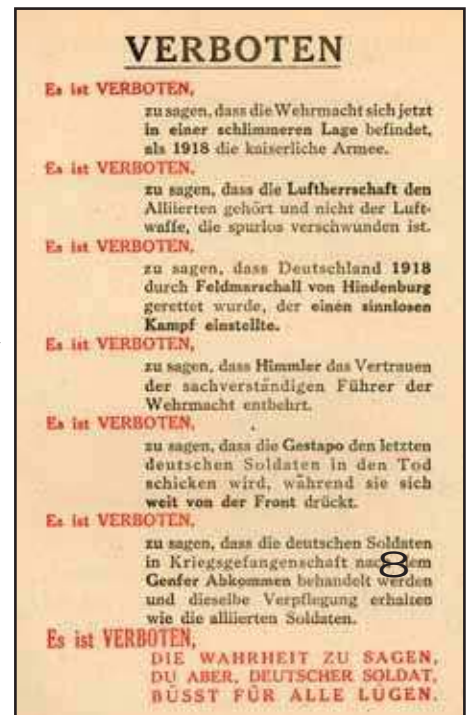 VERBOTEN
Es ist VERBOTEN,
zu sagen, dass die Wehrmacht sich jetzt
in einer schlimmeren Lage befindet,
als 1918 die kaiserliche Armee.
Es ist VERBOTEN,
zu sagen, dass die Luftherrschaft den
Alliierten gehört und nicht der Luft-
waffe, die spurlos verschwunden ist.
Es ist VERBOTEN,
zu sagen, dass Deutschland 1918
durch Feldmarschall von Hindenburg
gerettet wurde, der einen sinnlosen
Kampf einstellte.
Es ist VERBOTEN,
zu sagen, dass Himmler das Vertrauen
der sachverständigen Führer der
Wehrmacht entbehrt.
Es ist VERBOTEN,
zu sagen, dass die Gestapo den letzten
deutschen Soldaten in den Tod
schicken wird, während sie sich
weit von der Front drückt.
Es ist VERBOTEN,
zu sagen, dass die deutschen Soldaten
in Kriegsgefangenschaft 8
Genfer Abkommen behandelt werden
und dieselbe Verpflegung erhalten
wie die alliierten Soldaten.
Es ist VERBOTEN,
DIE WAHRHEIT ZU SAGEN,
DU ABER, DEUTSCHER SOLDAT,
BÜSST FÜR ALLE LÜGEN.